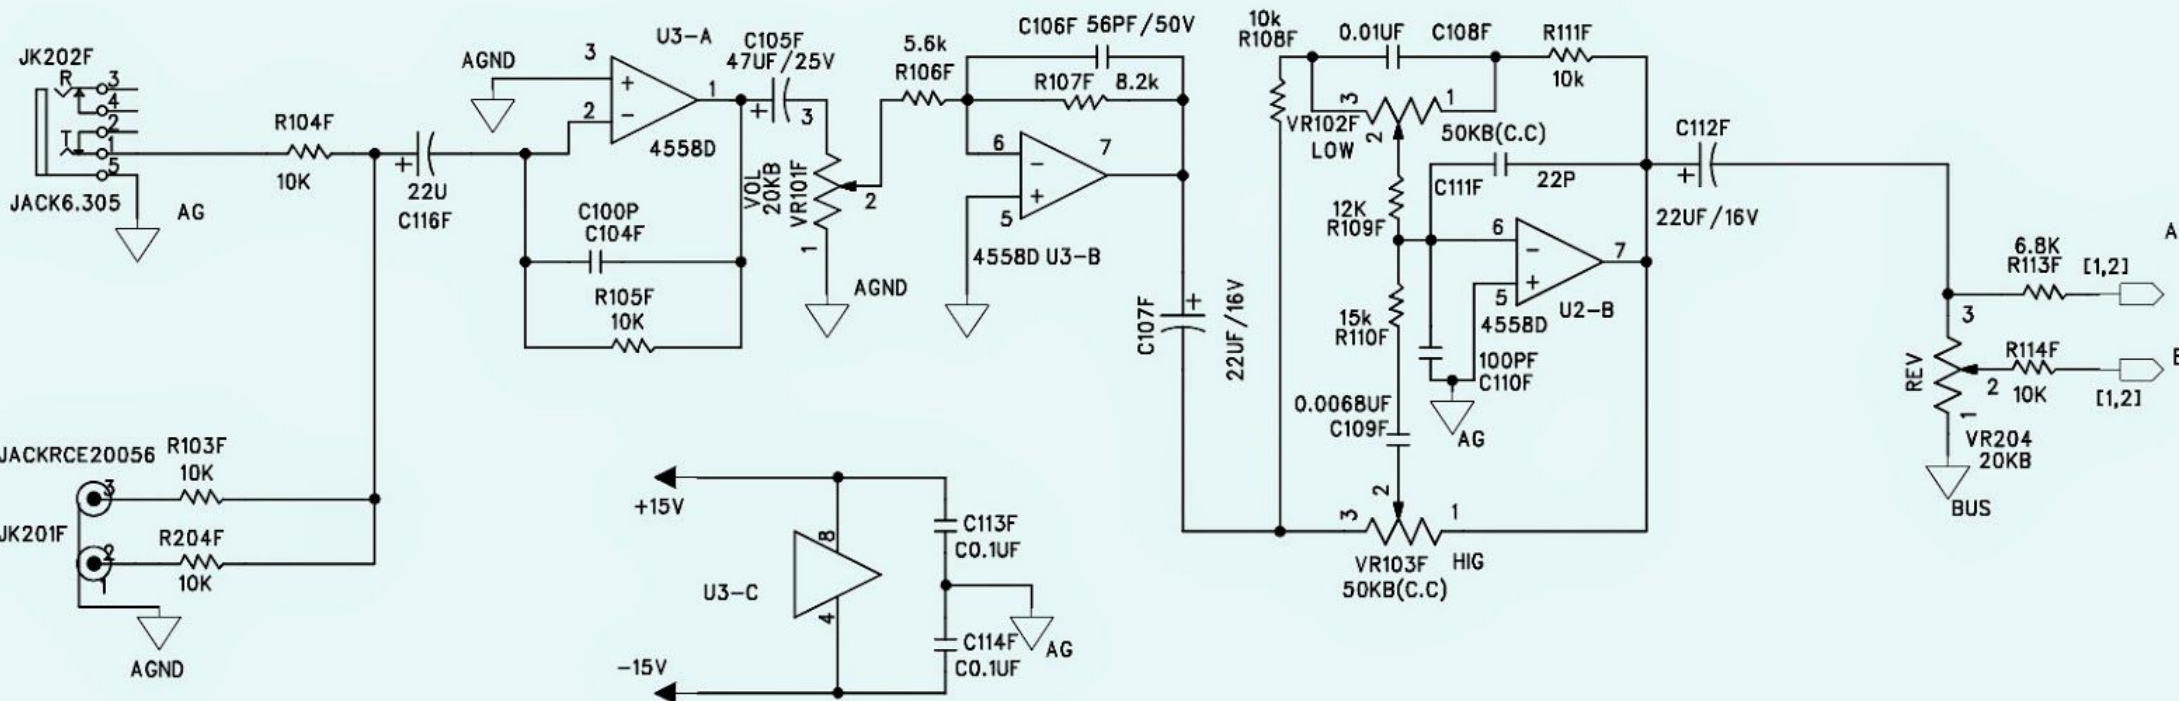 JK202F
R
3
4
2
T
1
5
JACK6.305
AG
R104F
10K
+
22U
C116F
AGND
3
2
+
−
U3-A
1
4558D
C105F
47UF/25V
+
3
C100P
C104F
R105F
10K
VOL
20KB
VR101F
2
1
AGND
5.6k
R106F
C106F 56PF/50V
R107F 8.2k
6
−
+
5
7
4558D U3-B
C107F
+
22UF/16V
10k
R108F
0.01UF
C108F
R111F
10k
3
1
VR102F
2
50KB(C.C)
LOW
C111F
22P
12K
R109F
6
−
+
5
7
4558D
U2-B
15k
R110F
100PF
C110F
AG
0.0068UF
C109F
2
3
1
VR103F
HIG
50KB(C.C)
C112F
+
22UF/16V
6.8K
R113F
[1,2]
A
3
REV
R114F
2
10K
[1,2]
1
VR204
20KB
BUS
JACKRCE20056
3
R103F
10K
JK201F
2
1
R204F
10K
AGND
+15V
8
U3-C
4
-15V
C113F
C0.1UF
C114F
C0.1UF
AG